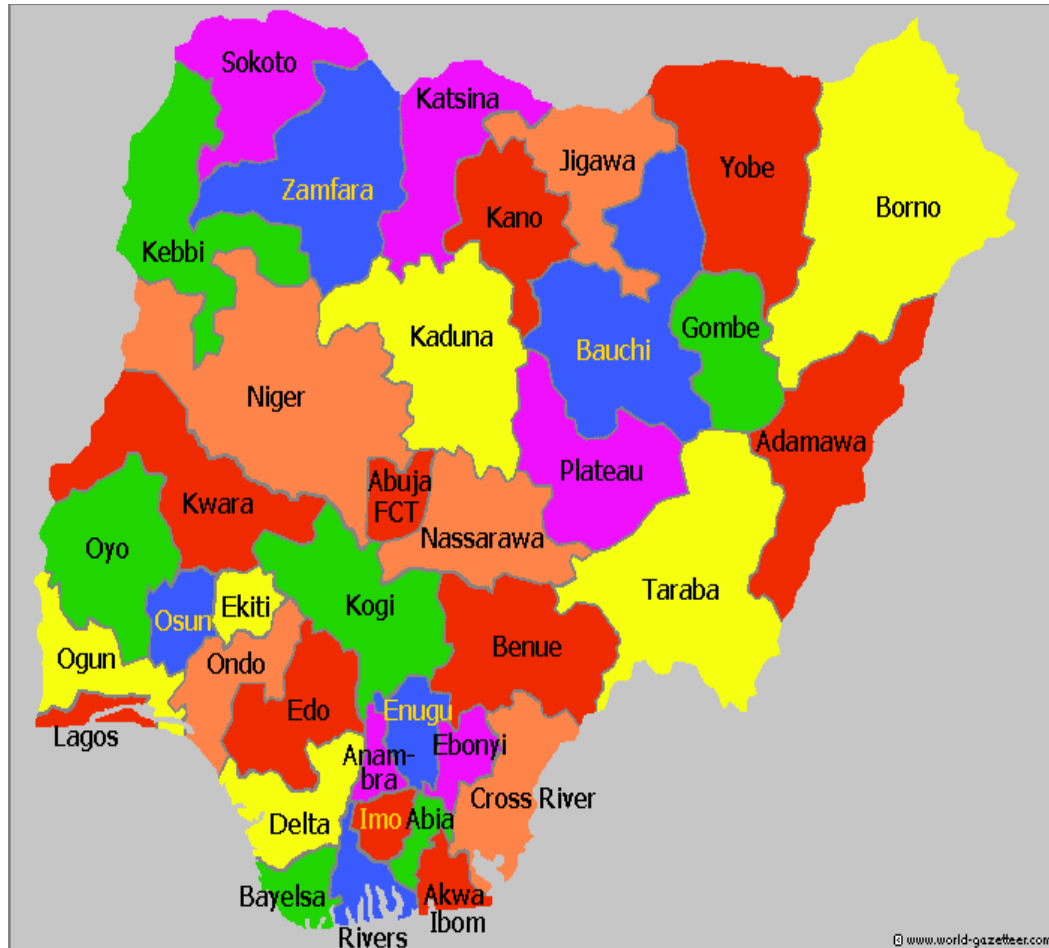 Sokoto
Katsina
Zamfara
Jigawa
Yobe
Borno
Kano
Kebbi
Kaduna
Bauchi
Gombe
Niger
Adamawa
Plateau
Abuja
FCT
Kwara
Nassarawa
Oyo
Taraba
Kogi
Ekiti
Osun
Benue
Ogun
Ondo
Edo
Enugu
Lagos
Ebonyi
Anam-
bra
Cross River
Delta
Imo
Abia
Bayelsa
Akwa
Ibom
Rivers
© www.world-gazetteer.com